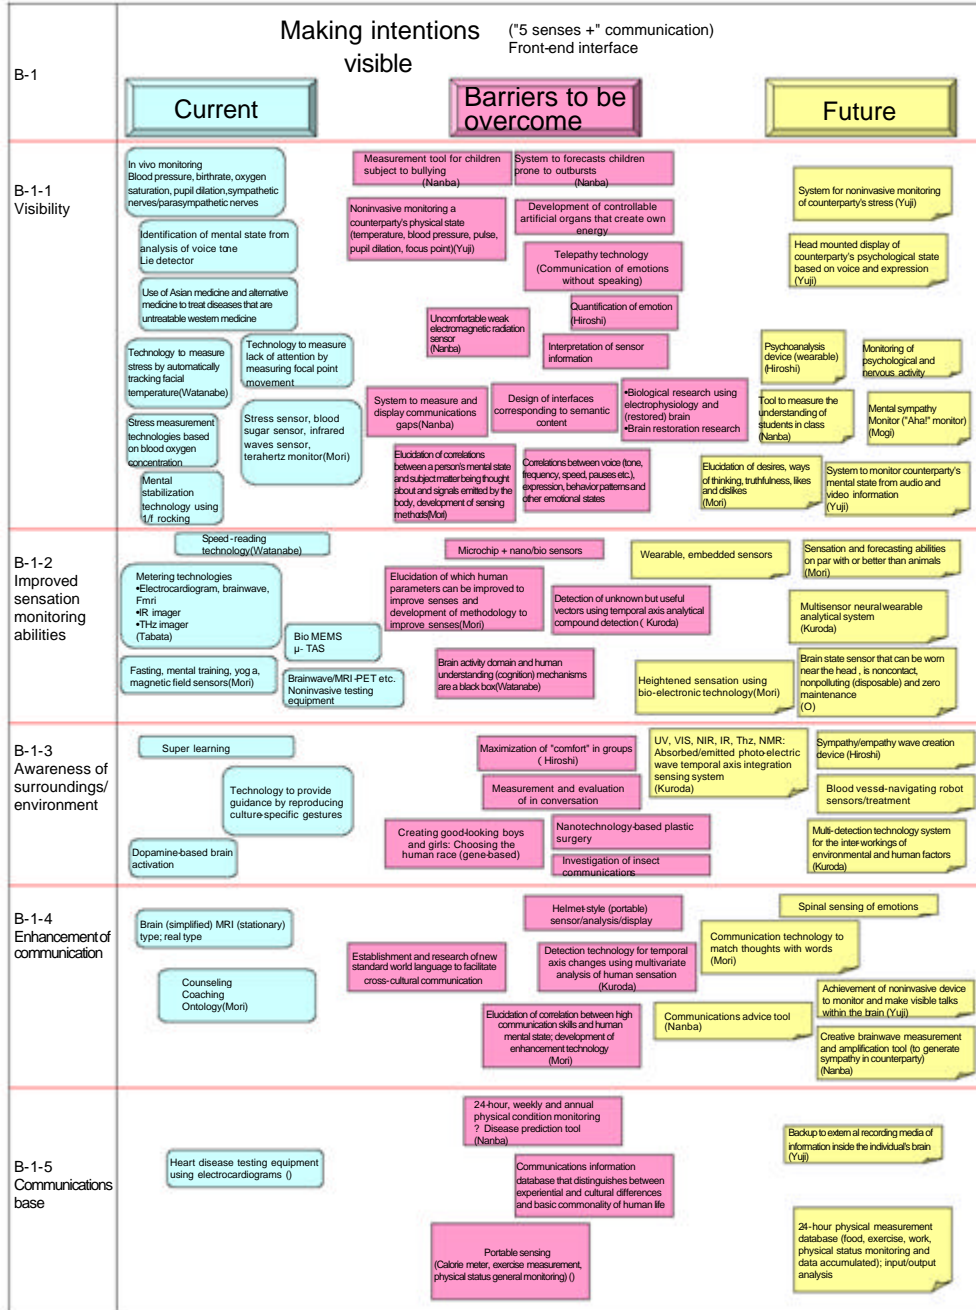 Making intentions
visible
("5 senses +" communication)
Front-end interface
B-1
Current
Barriers to be
overcome
Future
B-1-1
Visibility
In vivo monitoring
Blood pressure, birthrate, oxygen
saturation, pupil dilation,sympathetic
nerves/parasympathetic nerves
Identification of mental state from
analysis of voice tone
Lie detector
Use of Asian medicine and alternative
medicine to treat diseases that are
untreatable western medicine
Technology to measure
stress by automatically
tracking facial
temperature(Watanabe)
Technology to measure
lack of attention by
measuring focal point
movement
Stress measurement
technologies based
on blood oxygen
concentration
Stress sensor, blood
sugar sensor, infrared
waves sensor,
terahertz monitor(Mori)
Mental
stabilization
technology using
1/f rocking
Measurement tool for children
subject to bullying
(Nanba)
System to forecasts children
prone to outbursts
(Nanba)
Noninvasive monitoring a
counterparty's physical state
(temperature, blood pressure, pulse,
pupil dilation, focus point)(Yuji)
Development of controllable
artificial organs that create own
energy
Telepathy technology
(Communication of emotions
without speaking)
Quantification of emotion
(Hiroshi)
Uncomfortable weak
electromagnetic radiation
sensor
(Nanba)
Interpretation of sensor
information
System to measure and
display communications
gaps(Nanba)
Design of interfaces
corresponding to semantic
content
•Biological research using
electrophysiology and
(restored) brain
•Brain restoration research
Elucidation of correlations
between a person's mental state
and subject matter being thought
about and signals emitted by the
body, development of sensing
methods(Mori)
Correlations between voice (tone,
frequency, speed, pauses etc.),
expression, behavior patterns and
other emotional states
System for noninvasive monitoring
of counterparty's stress (Yuji)
Head mounted display of
counterparty's psychological state
based on voice and expression
(Yuji)
Psychoanalysis
device (wearable)
(Hiroshi)
Monitoring of
psychological and
nervous activity
Tool to measure the
understanding of
students in class
(Nanba)
Mental sympathy
Monitor ("Aha!" monitor)
(Mogi)
Elucidation of desires, ways
of thinking, truthfulness, likes
and dislikes
(Mori)
System to monitor counterparty's
mental state from audio and
video information
(Yuji)
B-1-2
Improved
sensation
monitoring
abilities
Speed-reading
technology(Watanabe)
Metering technologies
•Electrocardiogram, brainwave,
Fmri
•IR imager
•THz imager
(Tabata)
Bio MEMS
μ- TAS
Fasting, mental training, yoga,
magnetic field sensors(Mori)
Brainwave/MRI-PET etc.
Noninvasive testing
equipment
Microchip + nano/bio sensors
Elucidation of which human
parameters can be improved to
improve senses and
development of methodology to
improve senses(Mori)
Detection of unknown but useful
vectors using temporal axis analytical
compound detection ( Kuroda)
Brain activity domain and human
understanding (cognition) mechanisms
are a black box(Watanabe)
Wearable, embedded sensors
Sensation and forecasting abilities
on par with or better than animals
(Mori)
Multisensor neural wearable
analytical system
(Kuroda)
Heightened sensation using
bio-electronic technology(Mori)
Brain state sensor that can be worn
near the head , is noncontact,
nonpolluting (disposable) and zero
maintenance
(O)
B-1-3
Awareness of
surroundings/
environment
Super learning
Technology to provide
guidance by reproducing
culture-specific gestures
Dopamine-based brain
activation
Maximization of "comfort" in groups
( Hiroshi)
Measurement and evaluation
of in conversation
Creating good-looking boys
and girls: Choosing the
human race (gene-based)
Nanotechnology-based plastic
surgery
Investigation of insect
communications
UV, VIS, NIR, IR, Thz, NMR:
Absorbed/emitted photo-electric
wave temporal axis integration
sensing system
(Kuroda)
Sympathy/empathy wave creation
device (Hiroshi)
Blood vessel-navigating robot
sensors/treatment
Multi-detection technology system
for the inter-workings of
environmental and human factors
(Kuroda)
B-1-4
Enhancement of
communication
Brain (simplified) MRI (stationary)
type; real type
Counseling
Coaching
Ontology(Mori)
Helmet-style (portable)
sensor/analysis/display
Establishment and research of new
standard world language to facilitate
cross-cultural communication
Detection technology for temporal
axis changes using multivariate
analysis of human sensation
(Kuroda)
Elucidation of correlation between high
communication skills and human
mental state; development of
enhancement technology
(Mori)
Spinal sensing of emotions
Communication technology to
match thoughts with words
(Mori)
Achievement of noninvasive device
to monitor and make visible talks
within the brain (Yuji)
Communications advice tool
(Nanba)
Creative brainwave measurement
and amplification tool (to generate
sympathy in counterparty)
(Nanba)
B-1-5
Communications
base
Heart disease testing equipment
using electrocardiograms ()
24-hour, weekly and annual
physical condition monitoring
? Disease prediction tool
(Nanba)
Communications information
database that distinguishes between
experiential and cultural differences
and basic commonality of human life
Portable sensing
(Calorie meter, exercise measurement,
physical status general monitoring) ()
Backup to external recording media of
information inside the individual's brain
(Yuji)
24-hour physical measurement
database (food, exercise, work,
physical status monitoring and
data accumulated); input/output
analysis